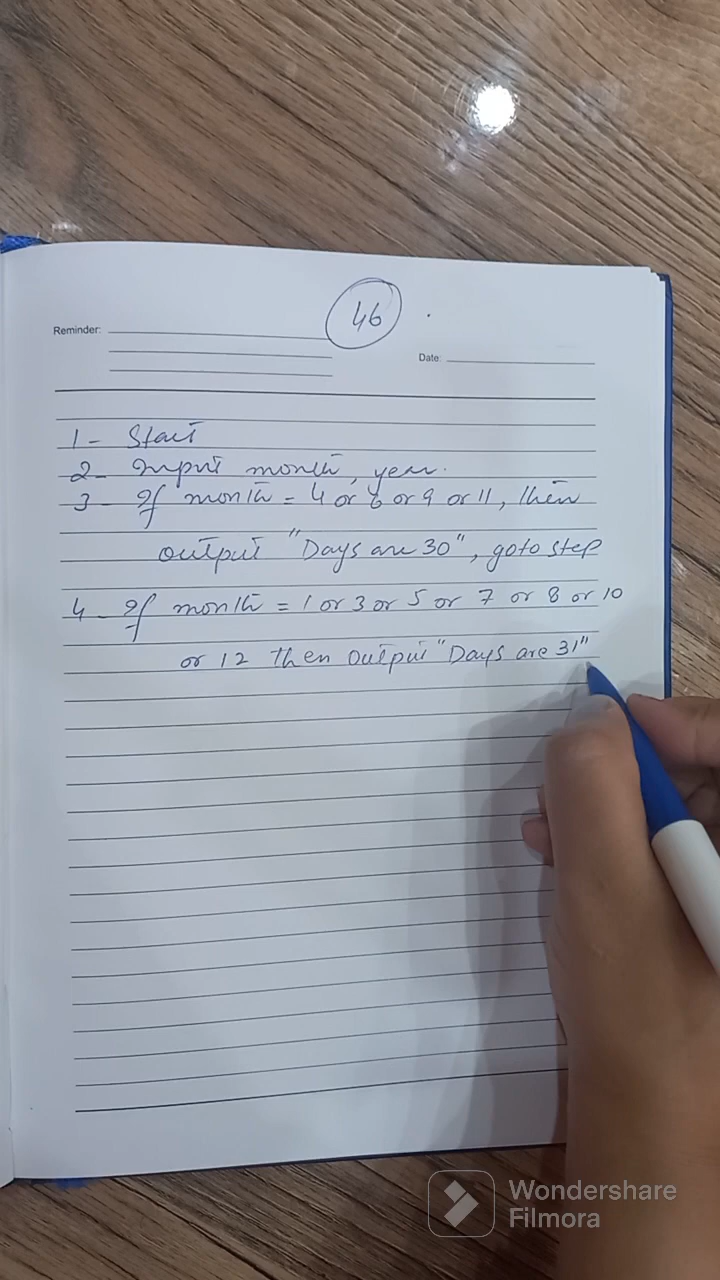 46
Reminder:
Date:
1- Start
2- Input month, year.
3- If month = 4 or 6 or 9 or 11, then
output "Days are 30", goto step
4- If month = 1 or 3 or 5 or 7 or 8 or 10
or 12 then output "Days are 31"
Wondershare
Filmora